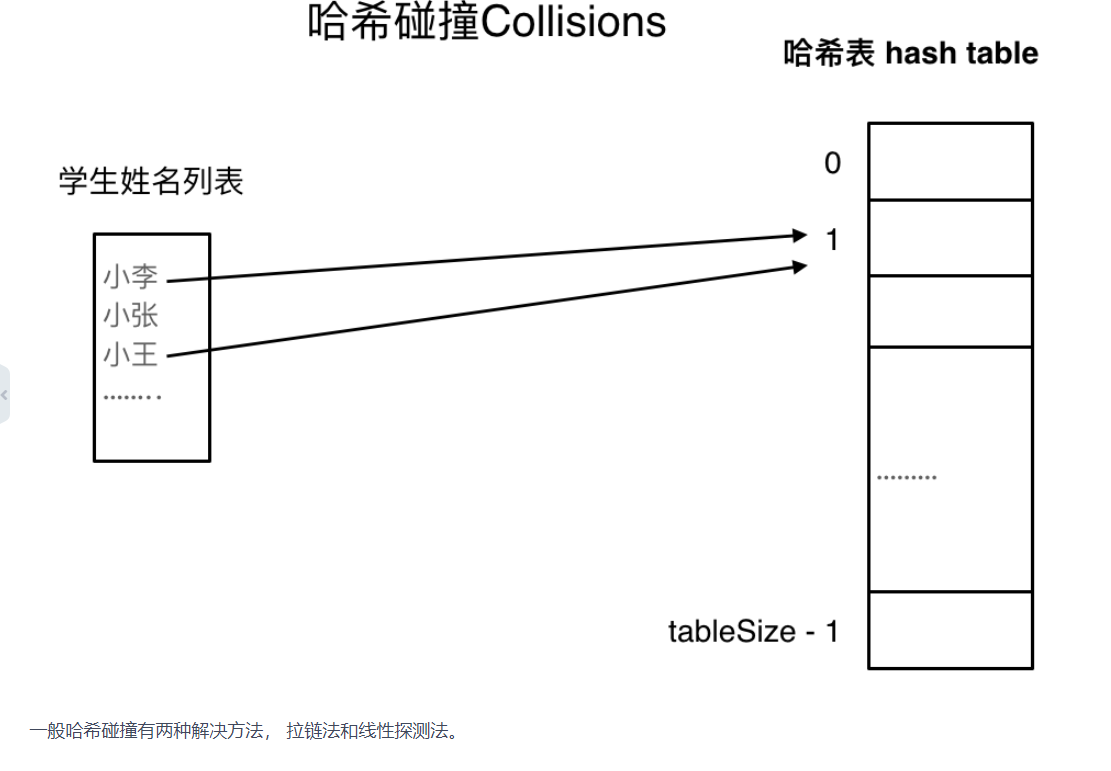 哈希碰撞Collisions
哈希表 hash table
学生姓名列表
小李
小张
小王
........
0
1
.........
tableSize - 1
一般哈希碰撞有两种解决方法， 拉链法和线性探测法。